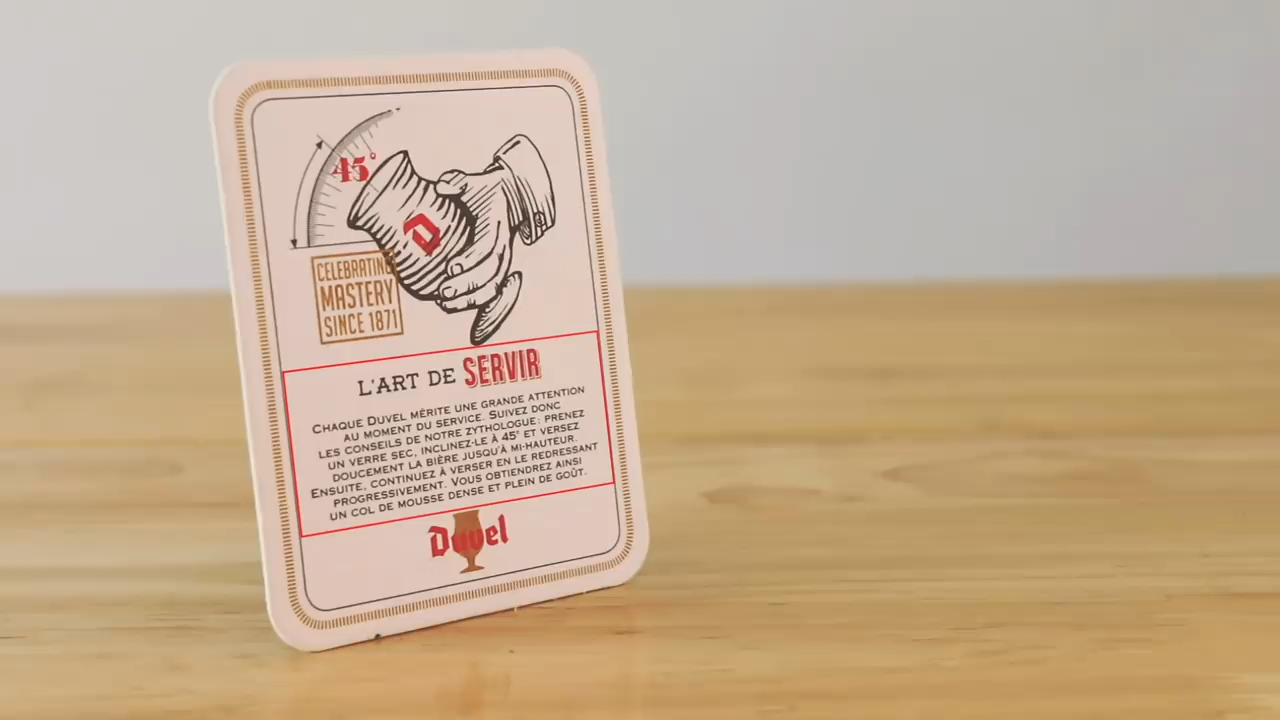 45°
CELEBRATING
MASTERY
SINCE 1871
L'ART DE SERVIR
CHAQUE DUVEL MÉRITE UNE GRANDE ATTENTION
AU MOMENT DU SERVICE. SUIVEZ DONC
LES CONSEILS DE NOTRE ZYTHOLOGUE : PRENEZ
UN VERRE SEC, INCLINEZ-LE À 45° ET VERSEZ
DOUCEMENT LA BIÈRE JUSQU'À MI-HAUTEUR.
ENSUITE, CONTINUEZ À VERSER EN LE REDRESSANT
PROGRESSIVEMENT. VOUS OBTIENDREZ AINSI
UN COL DE MOUSSE DENSE ET PLEIN DE GOÛT.
Duvel